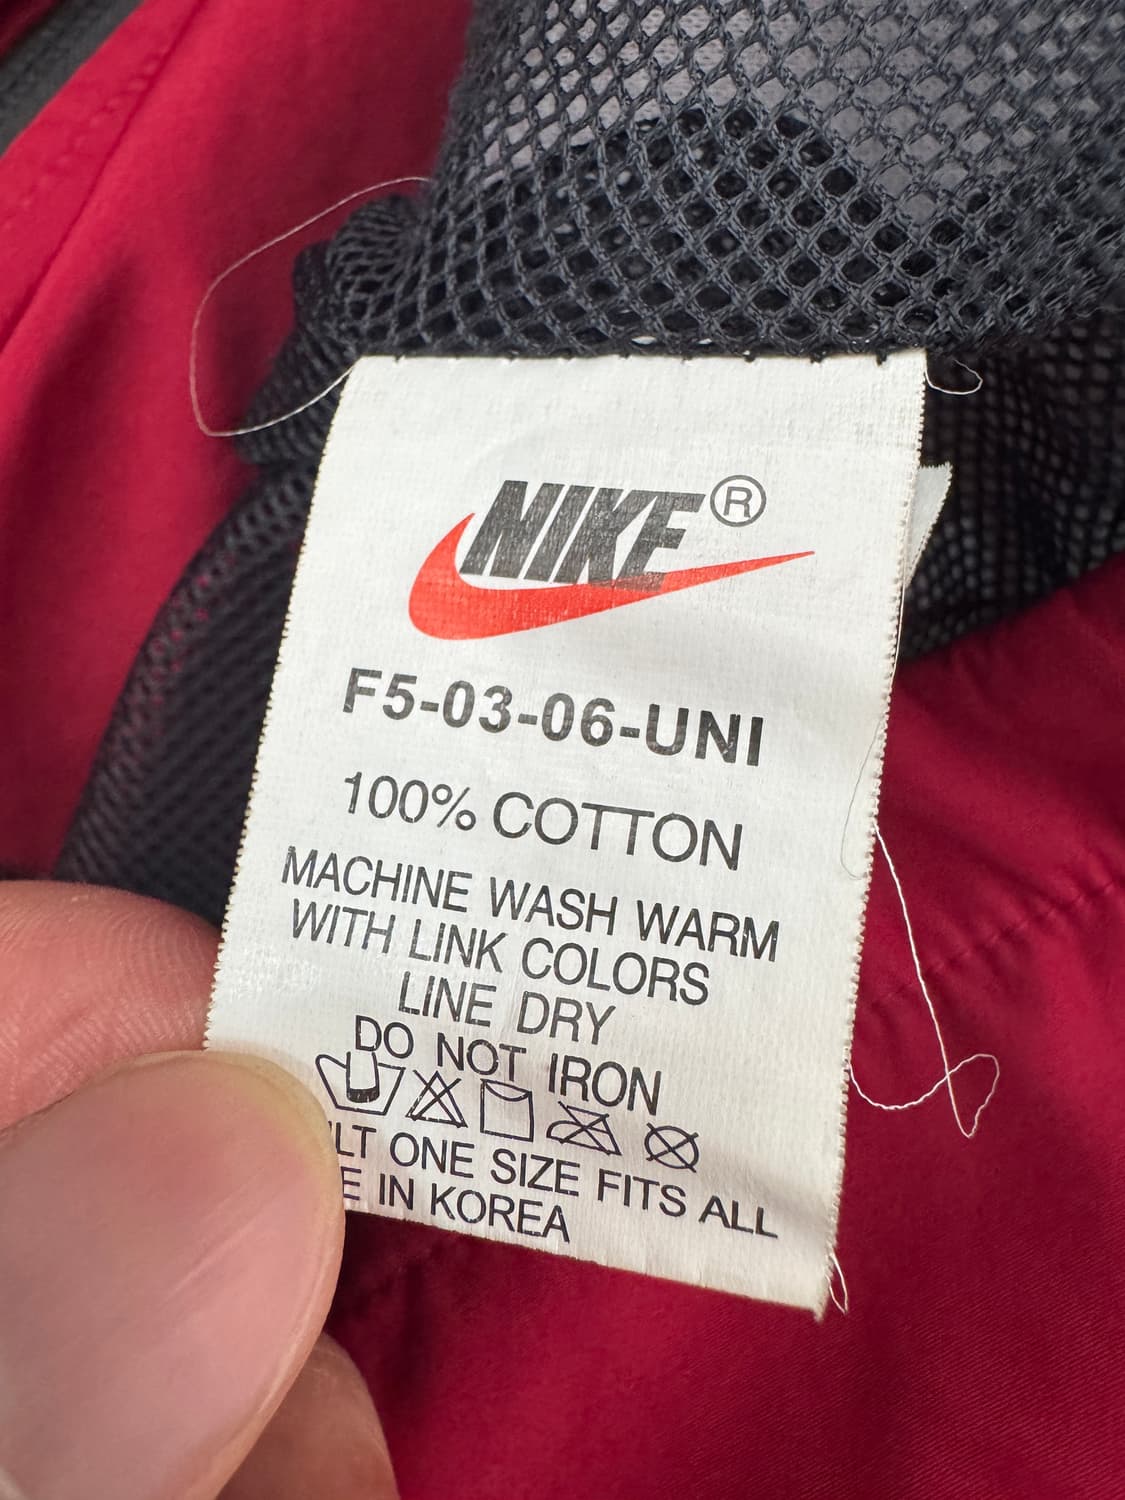 NIKE ®
F5-03-06-UNI
100% COTTON
MACHINE WASH WARM
WITH LINK COLORS
LINE DRY
DO NOT IRON
ONE SIZE FITS ALL
IN KOREA